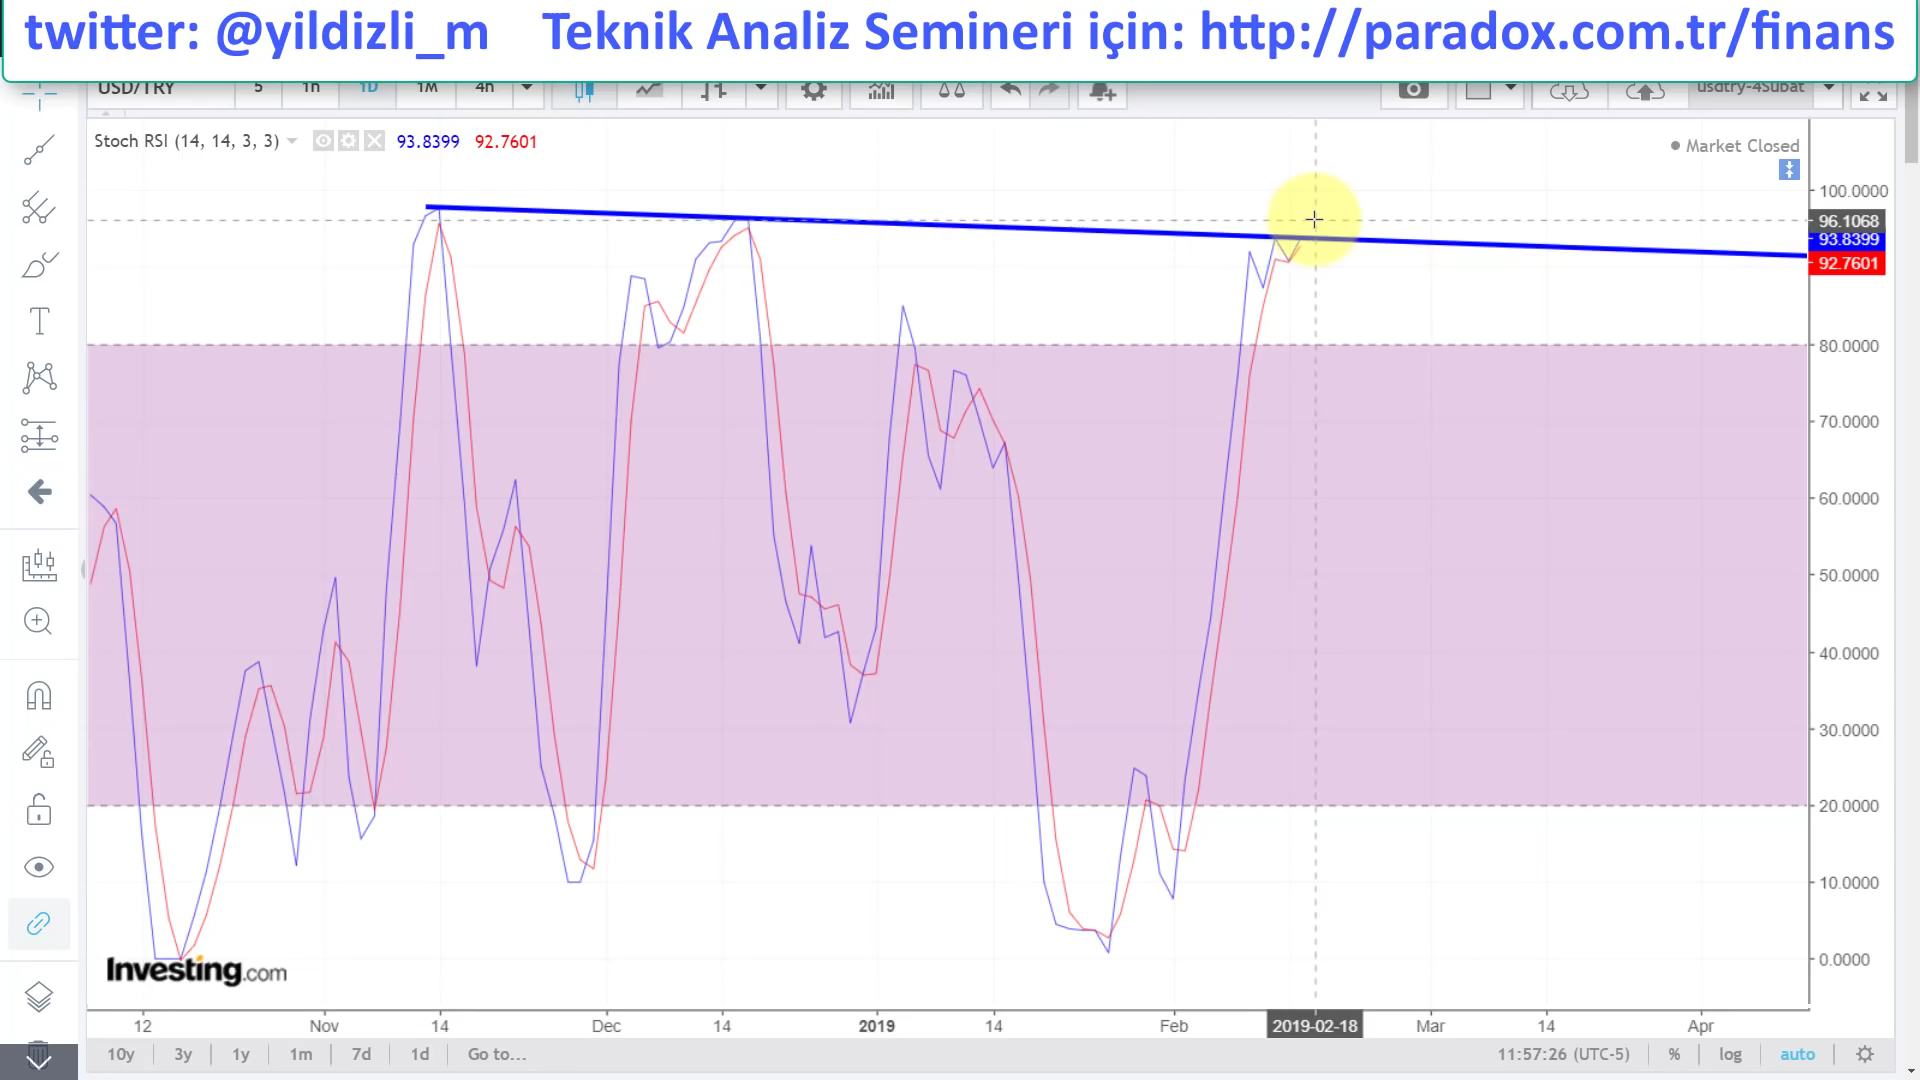 twitter: @yildizli_m Teknik Analiz Semineri için: http://paradox.com.tr/finans
USD/TRY 5 1h 1D 1M 4h usdtry-4Subat
Stoch RSI (14, 14, 3, 3) 93.8399 92.7601
Market Closed
100.0000
96.1068
93.8399
92.7601
80.0000
70.0000
60.0000
50.0000
40.0000
30.0000
20.0000
10.0000
0.0000
Investing.com
12 Nov 14 Dec 14 2019 14 Feb 2019-02-18 Mar 14 Apr
10y 3y 1y 1m 7d 1d Go to... 11:57:26 (UTC-5) % log auto